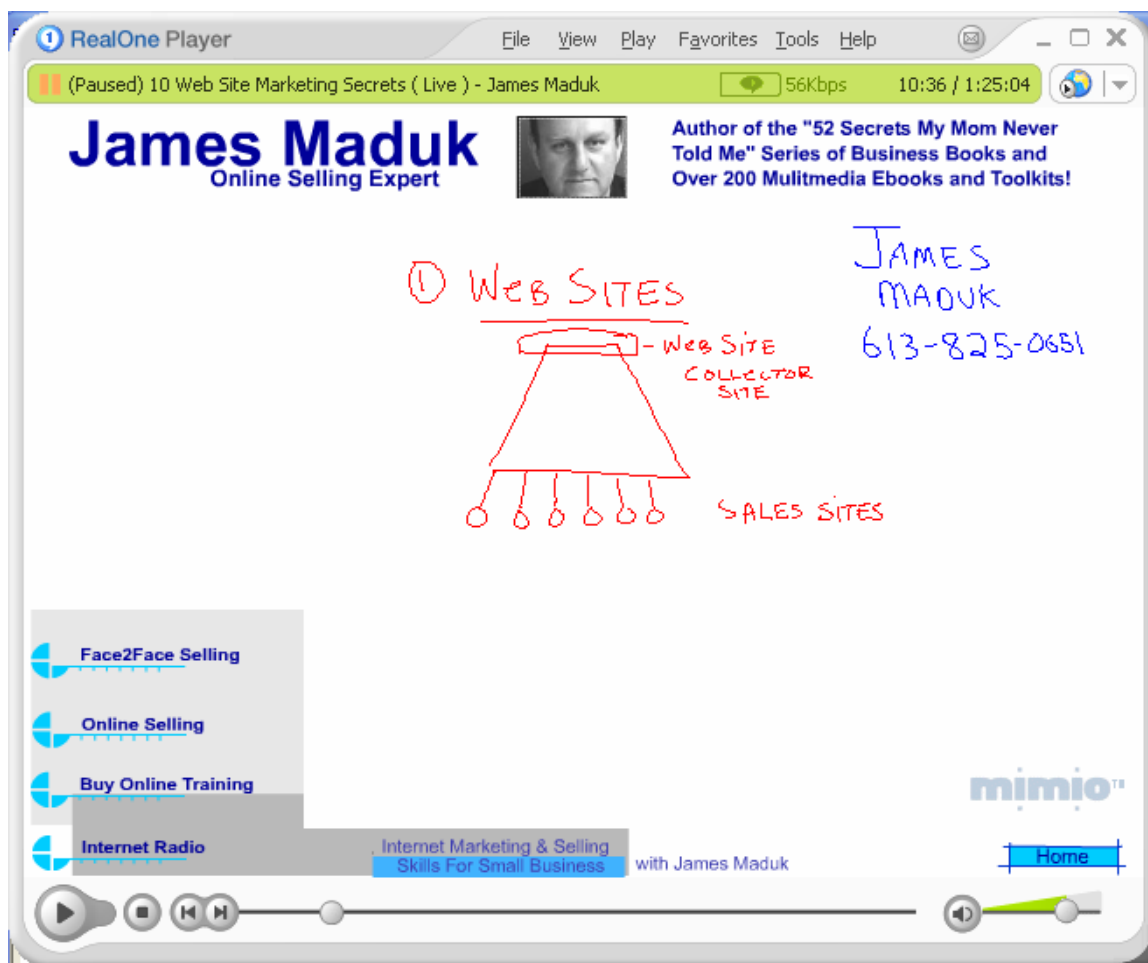 RealOne Player
File View Play Favorites Tools Help
(Paused) 10 Web Site Marketing Secrets ( Live ) - James Maduk 56Kbps 10:36 / 1:25:04
James Maduk
Online Selling Expert
Author of the "52 Secrets My Mom Never
Told Me" Series of Business Books and
Over 200 Mulitmedia Ebooks and Toolkits!
JAMES
MADUK
613-825-0651
1 WEB SITES
- WEB SITE
COLLECTOR
SITE
SALES SITES
Face2Face Selling
Online Selling
Buy Online Training
Internet Radio
Internet Marketing & Selling
Skills For Small Business
with James Maduk
mimio TM
Home